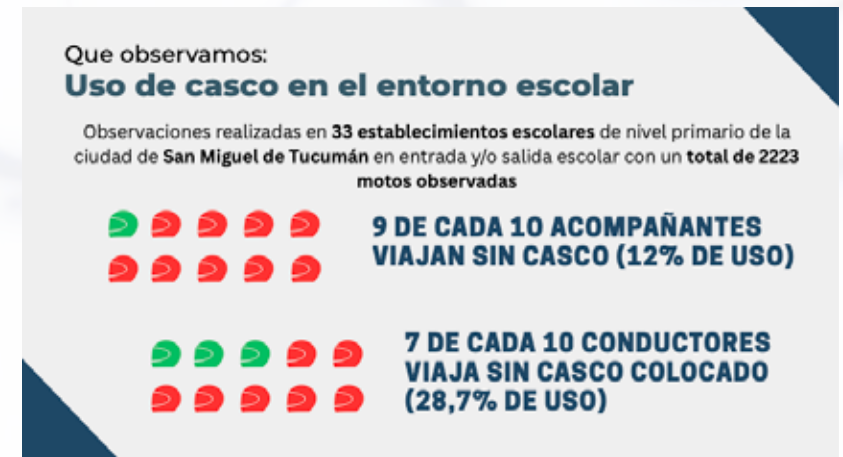 Que observamos:
Uso de casco en el entorno escolar
Observaciones realizadas en 33 establecimientos escolares de nivel primario de la
ciudad de San Miguel de Tucumán en entrada y/o salida escolar con un total de 2223
motos observadas
9 DE CADA 10 ACOMPAÑANTES
VIAJAN SIN CASCO (12% DE USO)
7 DE CADA 10 CONDUCTORES
VIAJA SIN CASCO COLOCADO
(28,7% DE USO)